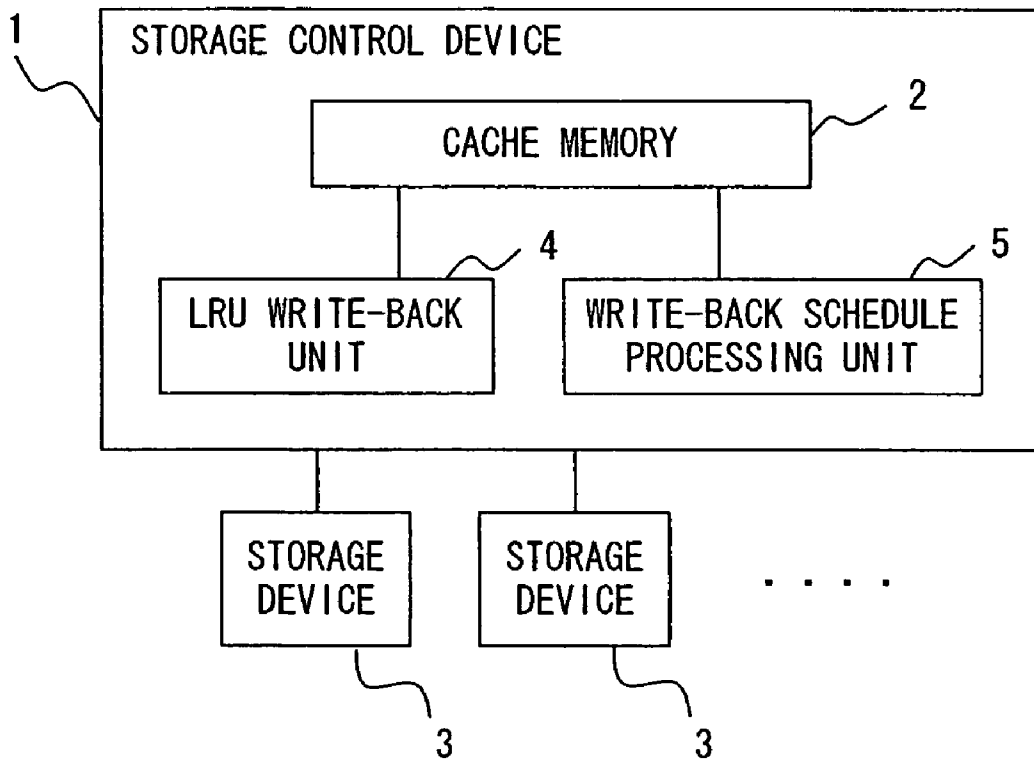 1
STORAGE CONTROL DEVICE
2
CACHE MEMORY
4
5
LRU WRITE-BACK
UNIT
WRITE-BACK SCHEDULE
PROCESSING UNIT
STORAGE
DEVICE
STORAGE
DEVICE
. . . .
3
3